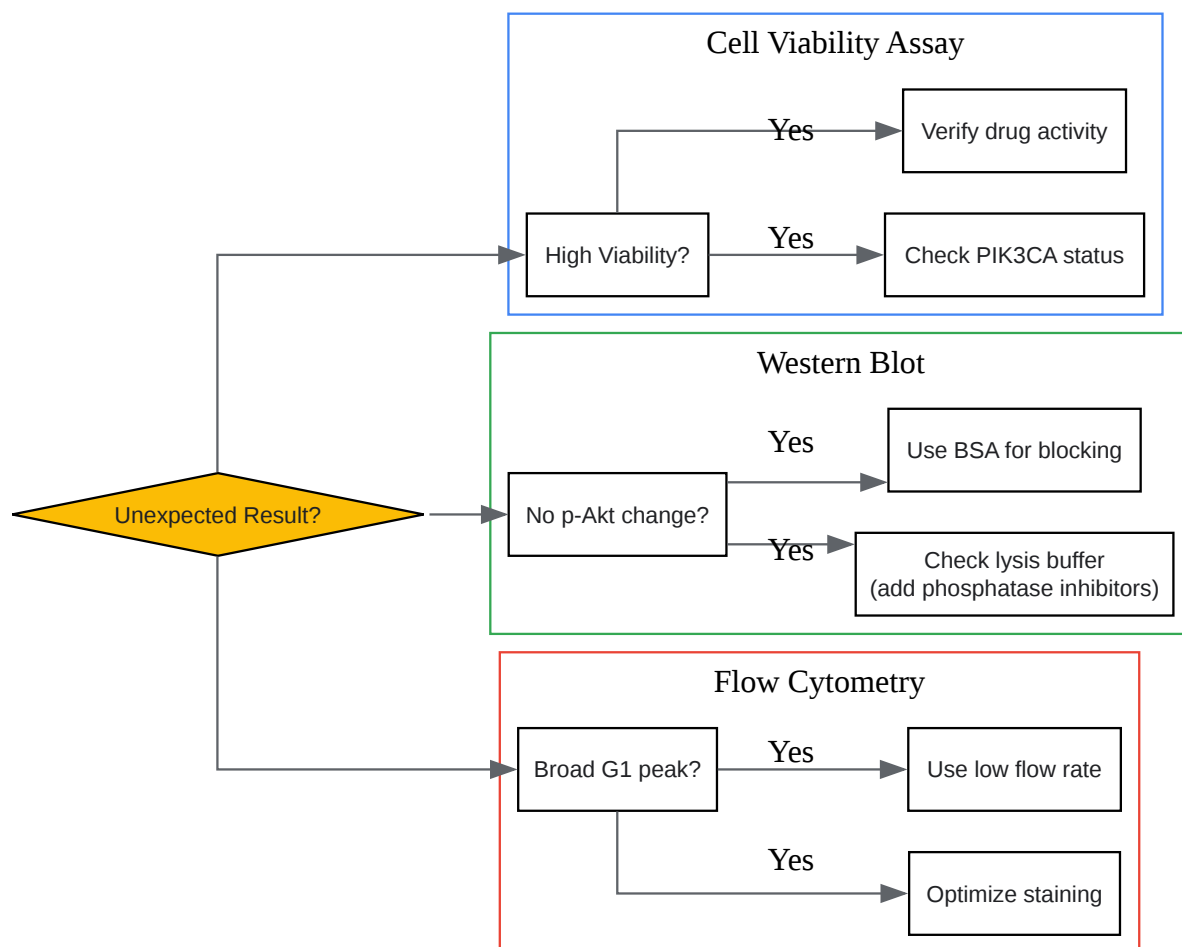 Cell Viability Assay
Yes
Verify drug activity
High Viability?
Yes
Check PIK3CA status
Western Blot
Yes
Use BSA for blocking
Unexpected Result?
No p-Akt change?
Yes
Check lysis buffer
(add phosphatase inhibitors)
Flow Cytometry
Broad G1 peak?
Yes
Use low flow rate
Yes
Optimize staining